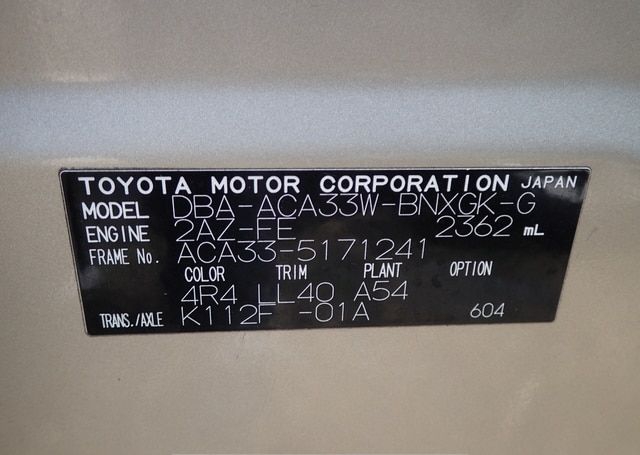 TOYOTA MOTOR CORPORATION JAPAN
MODEL DBA-ACA33W-BNXGK-G
ENGINE 2AZ-FE 2362 mL
FRAME No. ACA33-5171241
COLOR TRIM PLANT OPTION
4R4 LL40 A54
TRANS./AXLE K112F -01A 604